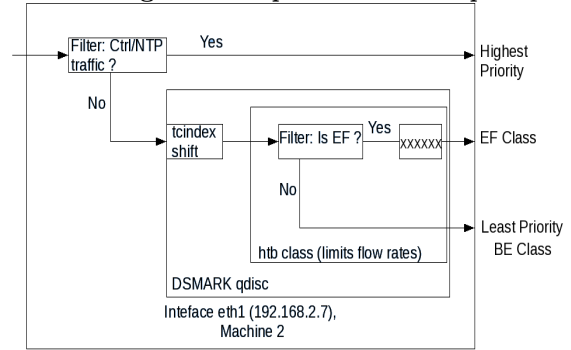 Filter: Ctrl/NTP
traffic ?
Yes
Highest
Priority
No
tcindex
shift
Filter: Is EF ?
Yes
XXXXXX
EF Class
No
Least Priority
BE Class
htb class (limits flow rates)
DSMARK qdisc
Inteface eth1 (192.168.2.7),
Machine 2